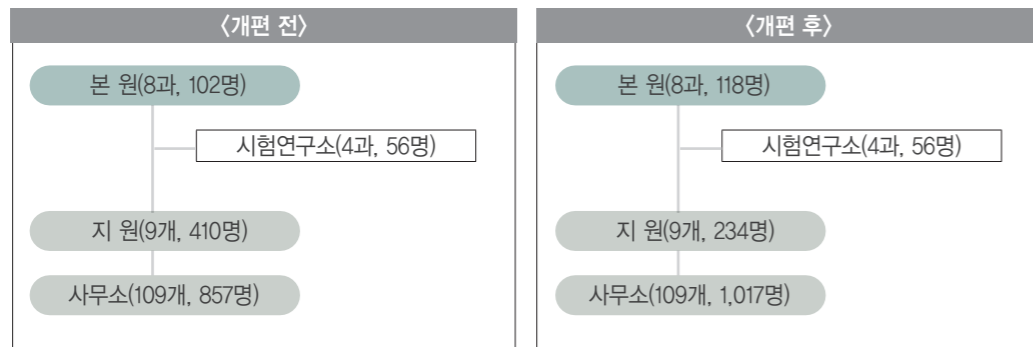 〈개편 전〉
본 원(8과, 102명)
시험연구소(4과, 56명)
지 원(9개, 410명)
사무소(109개, 857명)
〈개편 후〉
본 원(8과, 118명)
시험연구소(4과, 56명)
지 원(9개, 234명)
사무소(109개, 1,017명)